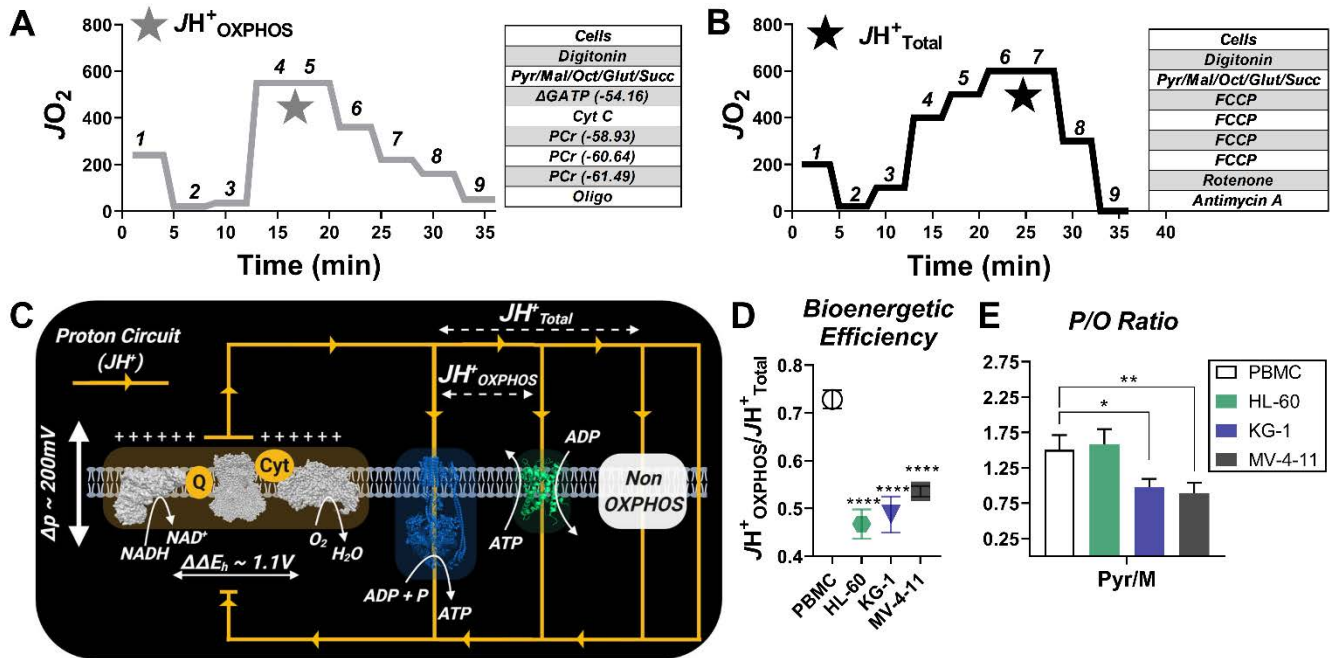 A
JH⁺OXPHOS
JO₂
800
600
400
200
0
1
2
3
4
5
6
7
8
9
0
5
10
15
20
25
30
35
Time (min)
Cells
Digitonin
Pyr/Mal/Oct/Glut/Succ
ΔGATP (-54.16)
Cyt C
PCr (-58.93)
PCr (-60.64)
PCr (-61.49)
Oligo
B
JH⁺Total
JO₂
800
600
400
200
0
1
2
3
4
5
6
7
8
9
0
5
10
15
20
25
30
35
40
Time (min)
Cells
Digitonin
Pyr/Mal/Oct/Glut/Succ
FCCP
FCCP
FCCP
FCCP
Rotenone
Antimycin A
C
Proton Circuit
(JH⁺)
JH⁺Total
JH⁺OXPHOS
++++++
++++++
Δp ~ 200mV
Q
Cyt
NADH
NAD⁺
O₂
H₂O
ΔΔEh ~ 1.1V
ADP + P
ATP
ADP
ATP
Non
OXPHOS
D
Bioenergetic
Efficiency
JH⁺OXPHOS/JH⁺Total
0.8
0.7
0.6
0.5
0.4
****
****
****
PBMC
HL-60
KG-1
MV-4-11
E
P/O Ratio
2.75
2.25
1.75
1.25
0.75
0.25
**
*
Pyr/M
PBMC
HL-60
KG-1
MV-4-11